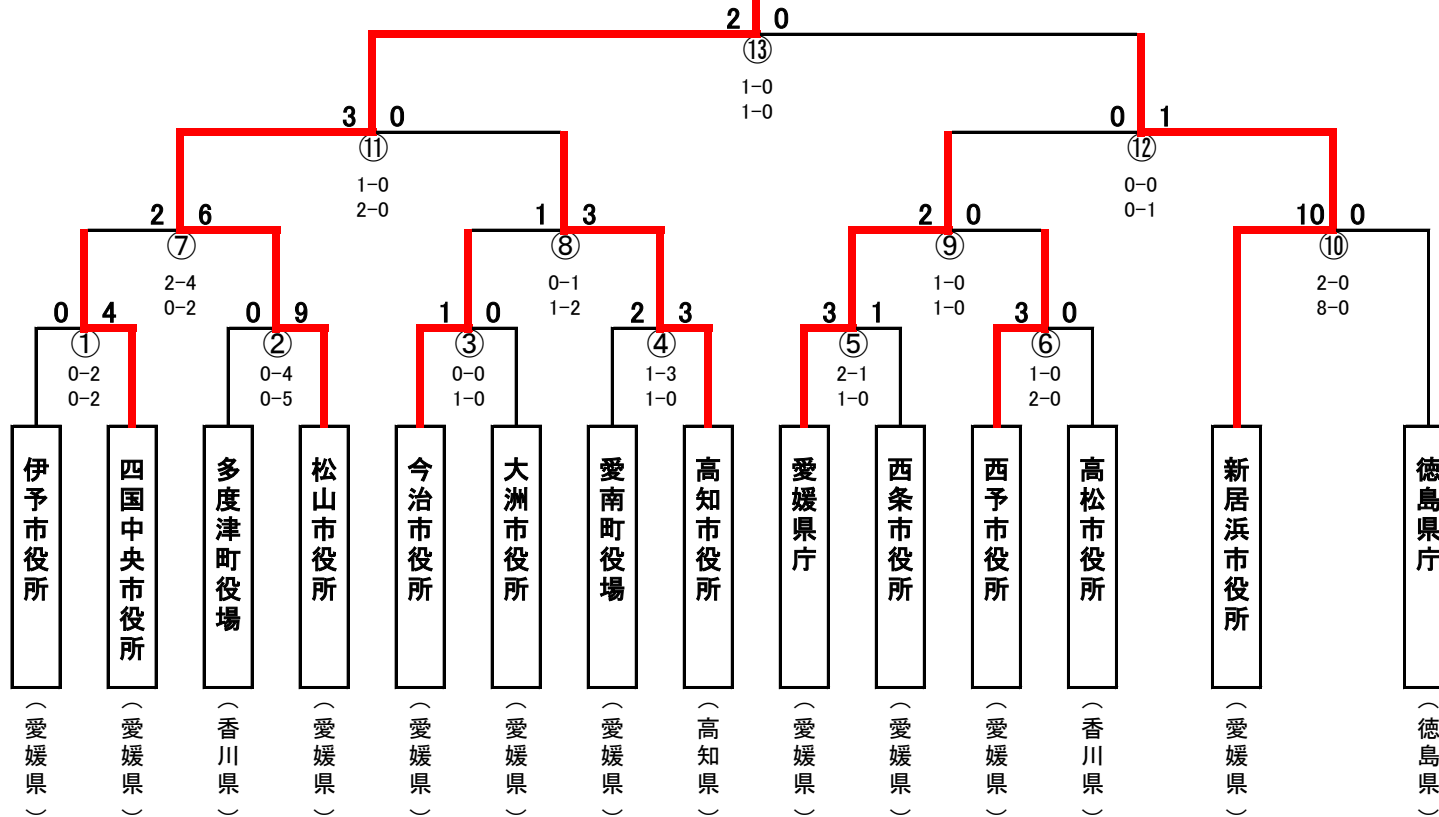 2 0
⑬
1-0
1-0
3 0
⑪
1-0
2-0
0 1
⑫
0-0
0-1
2 6
⑦
2-4
0-2
1 3
⑧
0-1
1-2
2 0
⑨
1-0
1-0
10 0
⑩
2-0
8-0
0 4
①
0-2
0-2
0 9
②
0-4
0-5
1 0
③
0-0
1-0
2 3
④
1-3
1-0
3 1
⑤
2-1
1-0
3 0
⑥
1-0
2-0
伊予市役所
四国中央市役所
多度津町役場
松山市役所
今治市役所
大洲市役所
愛南町役場
高知市役所
愛媛県庁
西条市役所
西予市役所
高松市役所
新居浜市役所
徳島県庁
（愛媛県）
（愛媛県）
（香川県）
（愛媛県）
（愛媛県）
（愛媛県）
（愛媛県）
（高知県）
（愛媛県）
（愛媛県）
（愛媛県）
（香川県）
（愛媛県）
（徳島県）